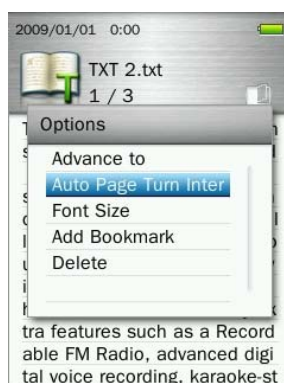 2009/01/01 0:00
TXT 2.txt
1 / 3
Options
Advance to
Auto Page Turn Inter
Font Size
Add Bookmark
Delete
tra features such as a Record
able FM Radio, advanced digi
tal voice recording, karaoke-st